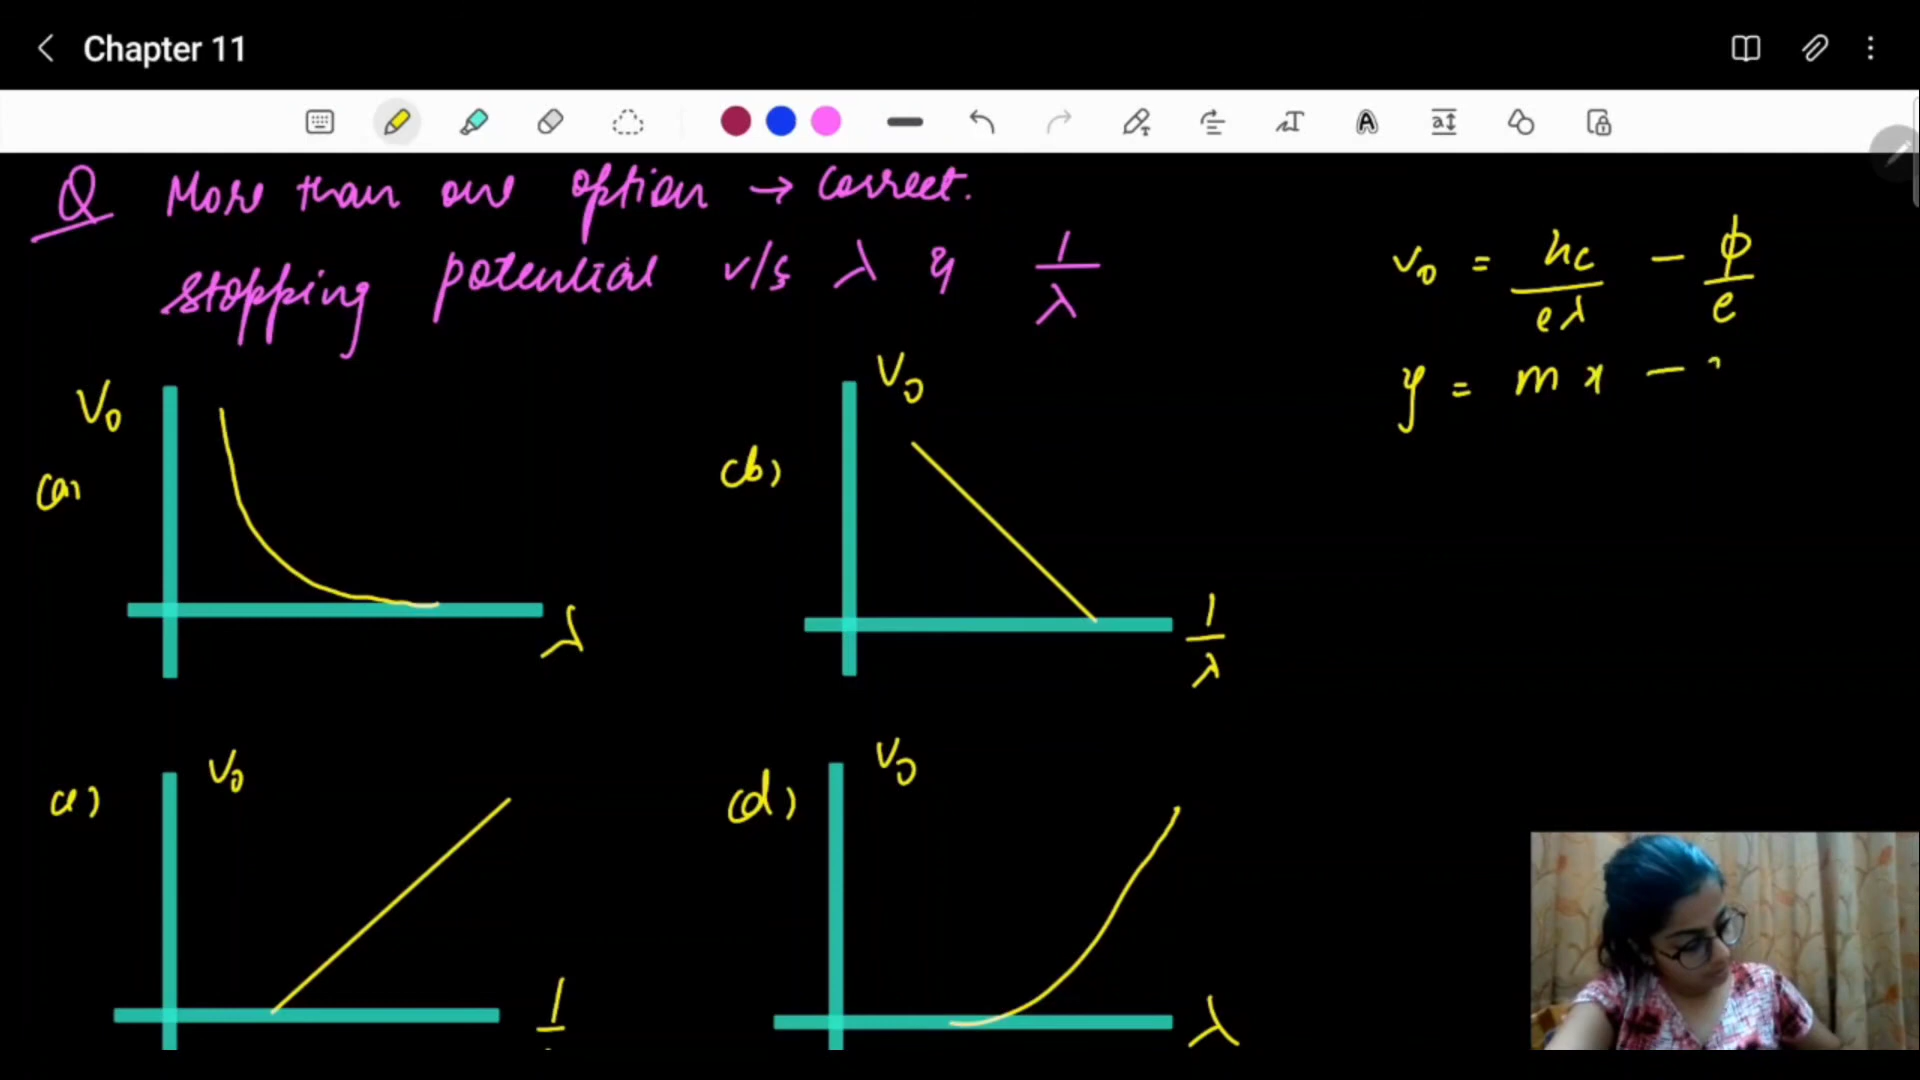 Chapter 11
Q More than one option → Correct.
stopping potential v/s λ & 1/λ
V₀ = hc/eλ - ϕ/e
y = mx -
V₀
(a)
λ
V₀
(b)
1/λ
V₀
(c)
1
V₀
(d)
λ